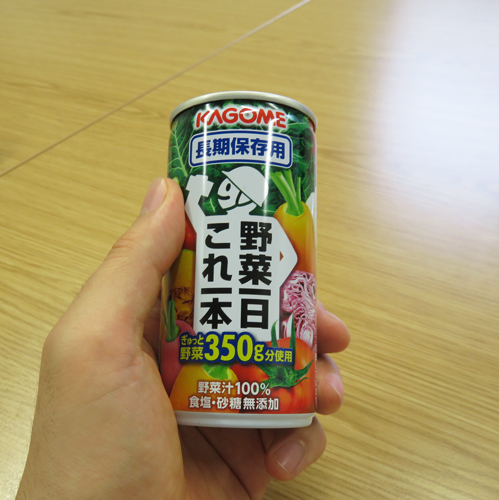 KAGOME
長期保存用
野菜一日
これ一本
ぎゅっと
野菜350g分使用
野菜汁100%
食塩・砂糖無添加